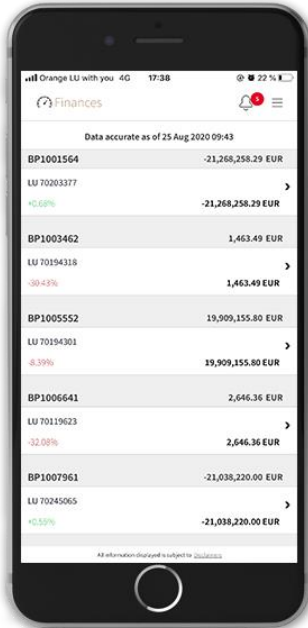 Orange LU with you 4G 17:38 22 %
Finances 5
Data accurate as of 25 Aug 2020 09:43
BP1001564 -21,268,258.29 EUR
LU 70203377
+0.68% -21,268,258.29 EUR
BP1003462 1,463.49 EUR
LU 70194318
-30.43% 1,463.49 EUR
BP1005552 19,909,155.80 EUR
LU 70194301
-8.39% 19,909,155.80 EUR
BP1006641 2,646.36 EUR
LU 70119623
-32.08% 2,646.36 EUR
BP1007961 -21,038,220.00 EUR
LU 70245065
+0.55% -21,038,220.00 EUR
All information displayed is subject to Disclaimers